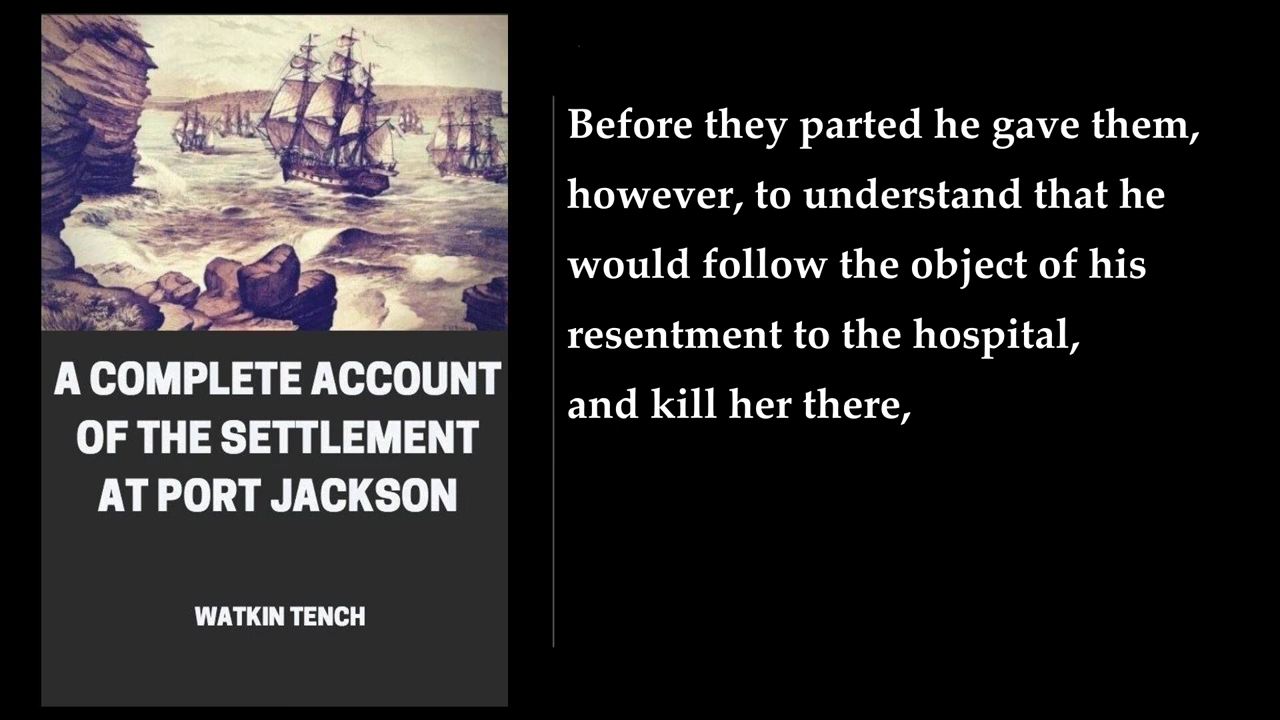 A COMPLETE ACCOUNT
OF THE SETTLEMENT
AT PORT JACKSON
WATKIN TENCH
Before they parted he gave them,
however, to understand that he
would follow the object of his
resentment to the hospital,
and kill her there,